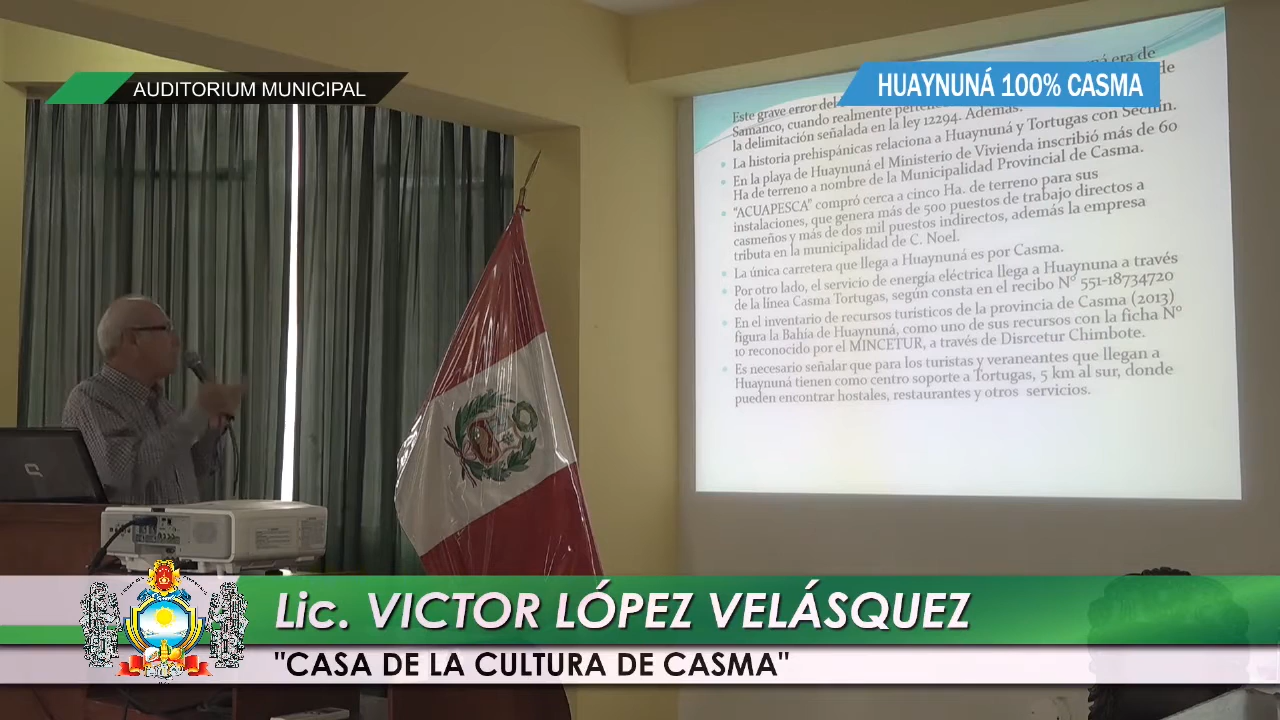 AUDITORIUM MUNICIPAL
HUAYNUNÁ 100% CASMA
era de
de
Este grave error del
Samanco, cuando realmente
la delimitación señalada en la ley 12294. Además.
La historia prehispánicas relaciona a Huaynuná y Tortugas con Sechín.
En la playa de Huaynuná el Ministerio de Vivienda inscribió más de 60
Ha de terreno a nombre de la Municipalidad Provincial de Casma.
"ACUAPESCA" compró cerca a cinco Ha. de terreno para sus
instalaciones, que genera más de 500 puestos de trabajo directos a
casmeños y más de dos mil puestos indirectos, además la empresa
tributa en la municipalidad de C. Noel.
La única carretera que llega a Huaynuná es por Casma.
Por otro lado, el servicio de energía eléctrica llega a Huaynuna a través
de la línea Casma Tortugas, según consta en el recibo N° 551-18734720
En el inventario de recursos turísticos de la provincia de Casma (2013)
figura la Bahía de Huaynuná, como uno de sus recursos con la ficha N°
10 reconocido por el MINCETUR, a través de Disrcetur Chimbote.
Es necesario señalar que para los turistas y veraneantes que llegan a
Huaynuná tienen como centro soporte a Tortugas, 5 km al sur, donde
pueden encontrar hostales, restaurantes y otros servicios.
Lic. VICTOR LÓPEZ VELÁSQUEZ
"CASA DE LA CULTURA DE CASMA"